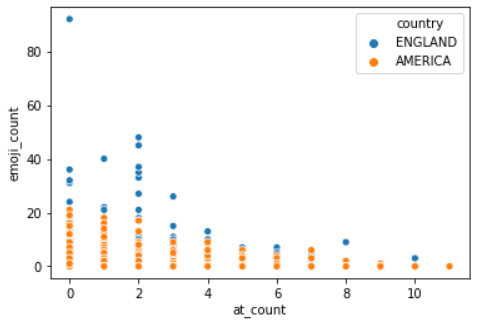 country
ENGLAND
AMERICA
80
60
40
20
0
emoji_count
0 2 4 6 8 10
at_count